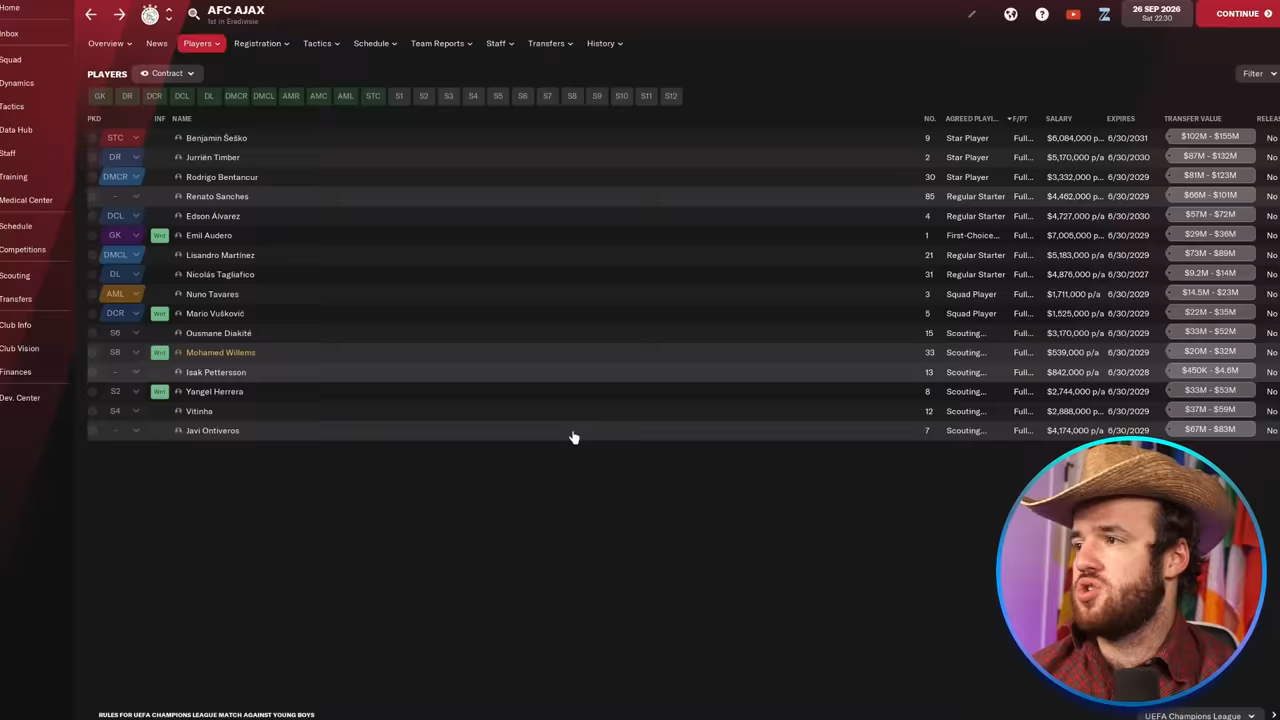 Home
AFC AJAX
1st in Eredivisie
26 SEP 2026
Sat 22:30
CONTINUE
Inbox
Overview News Players Registration Tactics Schedule Team Reports Staff Transfers History
Squad
Dynamics
Tactics
Data Hub
Staff
Training
Medical Center
Schedule
Competitions
Scouting
Transfers
Club Info
Club Vision
Finances
Dev. Center
PLAYERS Contract Filter
GK DR DCR DCL DL DMCR DMCL AMR AMC AML STC S1 S2 S3 S4 S5 S6 S7 S8 S9 S10 S11 S12
PKD INF NAME NO. AGREED PLAYI... F/PT SALARY EXPIRES TRANSFER VALUE RELEAS
STC Benjamin Šeško 9 Star Player Full... $6,084,000 p... 6/30/2031 $102M - $155M No
DR Jurriën Timber 2 Star Player Full... $5,170,000 p/a 6/30/2030 $87M - $132M No
DMCR Rodrigo Bentancur 30 Star Player Full... $3,332,000 p... 6/30/2029 $81M - $123M No
- Renato Sanches 85 Regular Starter Full... $4,462,000 p... 6/30/2029 $66M - $101M No
DCL Edson Álvarez 4 Regular Starter Full... $4,727,000 p/a 6/30/2030 $57M - $72M No
GK Wnt Emil Audero 1 First-Choice... Full... $7,005,000 p... 6/30/2029 $29M - $36M No
DMCL Lisandro Martínez 21 Regular Starter Full... $5,183,000 p/a 6/30/2029 $73M - $89M No
DL Nicolás Tagliafico 31 Regular Starter Full... $4,876,000 p/a 6/30/2027 $9.2M - $14M No
AML Nuno Tavares 3 Squad Player Full... $1,711,000 p/a 6/30/2029 $14.5M - $23M No
DCR Wnt Mario Vušković 5 Squad Player Full... $1,525,000 p/a 6/30/2029 $22M - $35M No
S6 Ousmane Diakité 15 Scouting... Full... $3,170,000 p/a 6/30/2029 $33M - $52M No
S8 Wnt Mohamed Willems 33 Scouting... Full... $539,000 p/a 6/30/2029 $20M - $32M No
- Isak Pettersson 13 Scouting... Full... $842,000 p/a 6/30/2028 $450K - $4.6M No
S2 Wnt Yangel Herrera 8 Scouting... Full... $2,744,000 p/a 6/30/2029 $33M - $53M No
S4 Vitinha 12 Scouting... Full... $2,888,000 p... 6/30/2029 $37M - $59M No
- Javi Ontiveros 7 Scouting... Full... $4,174,000 p/a 6/30/2029 $67M - $83M No
RULES FOR UEFA CHAMPIONS LEAGUE MATCH AGAINST YOUNG BOYS UEFA Champions League